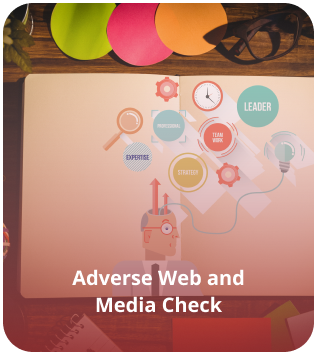 LEADER
PROFESSIONAL
TEAM
WORK
EXPERTISE
STRATEGY
Adverse Web and
Media Check